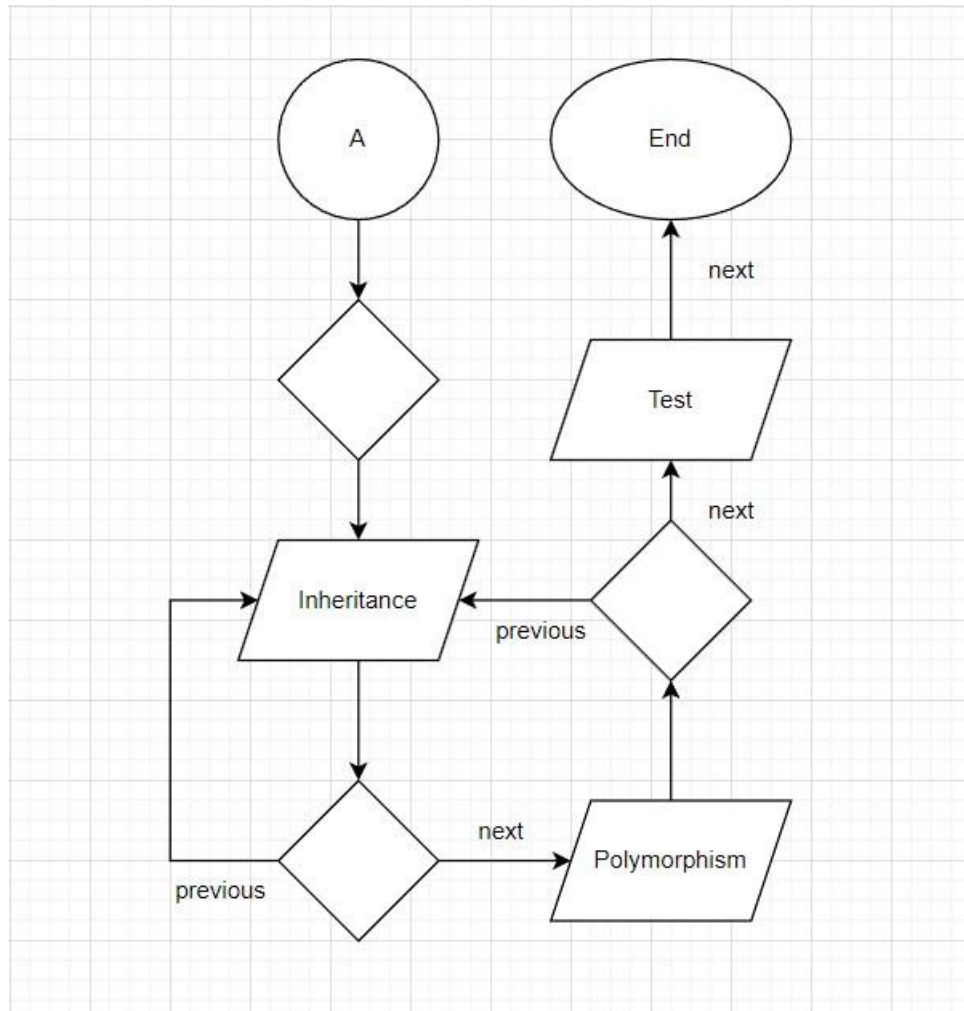 A
End
next
Test
next
Inheritance
previous
next
Polymorphism
previous